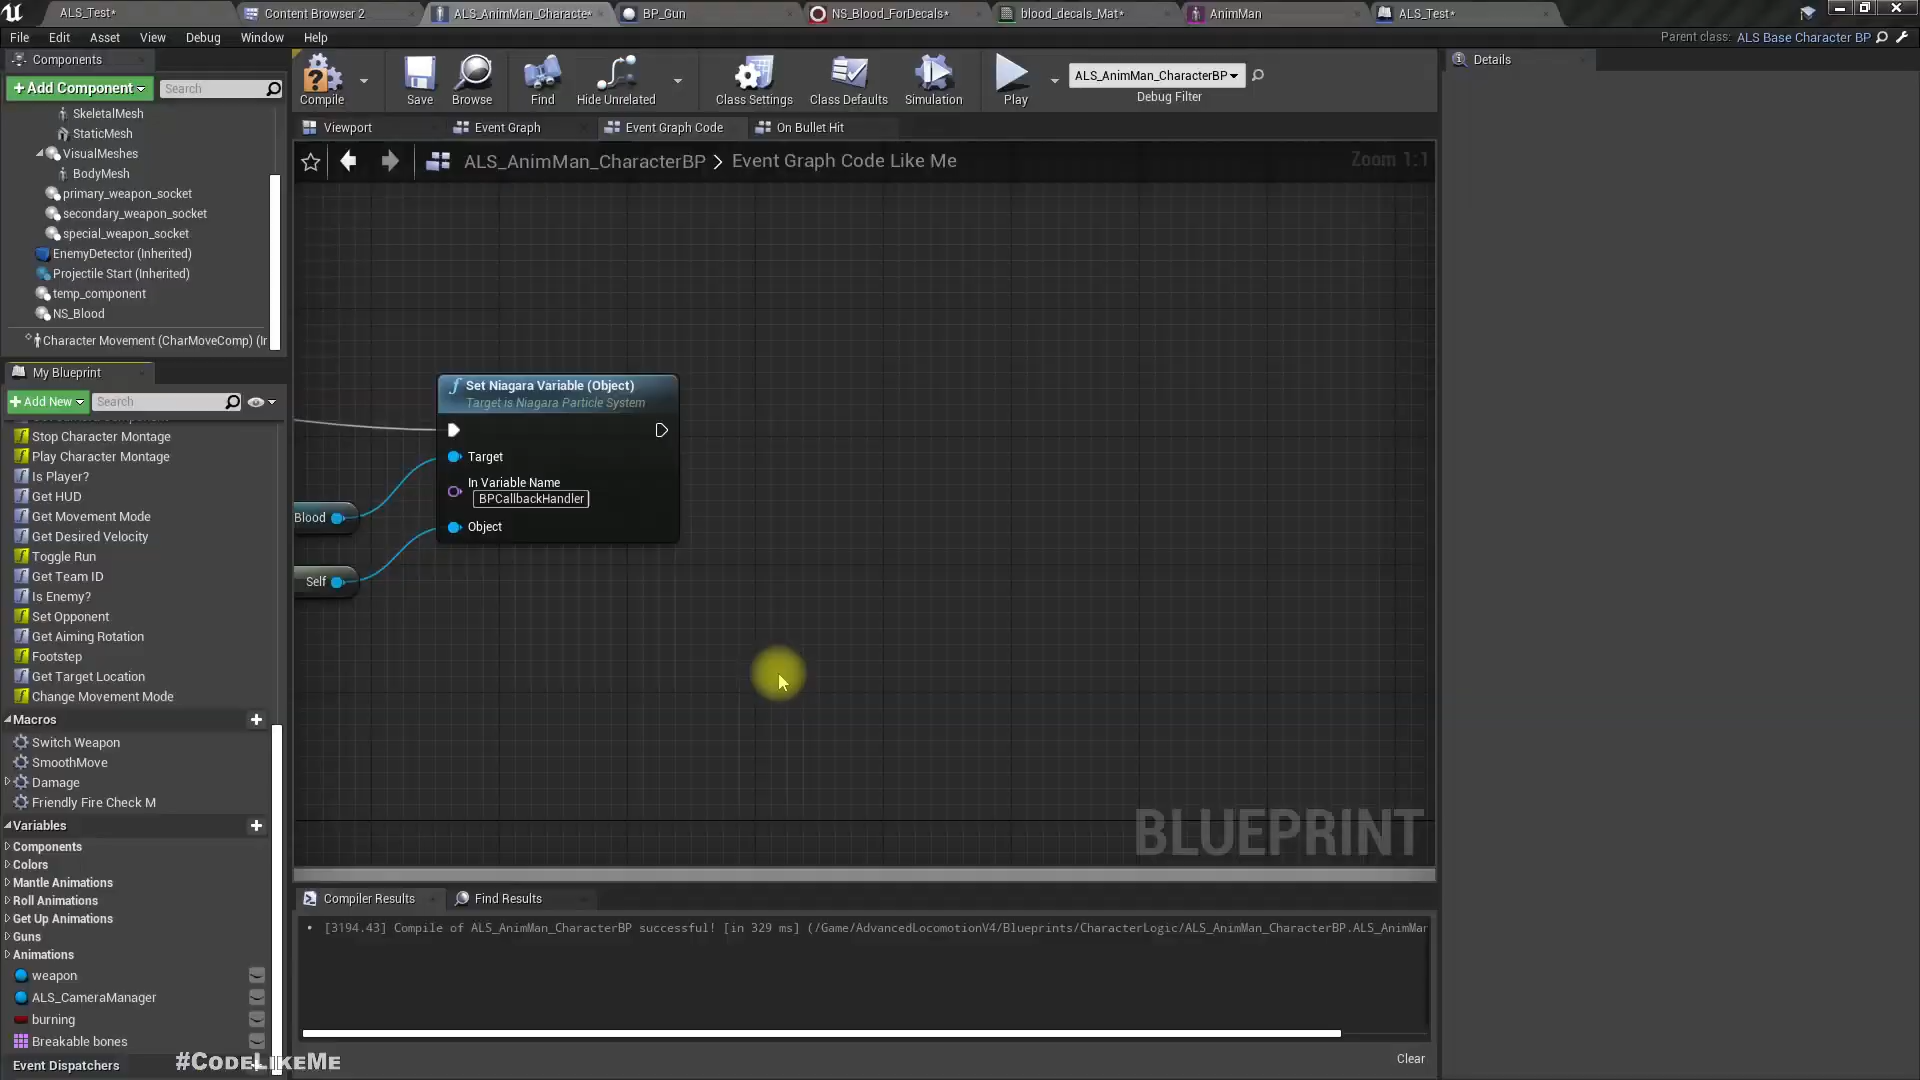 ALS_Test*
Content Browser 2
ALS_AnimMan_Characte*
BP_Gun
NS_Blood_ForDecals*
blood_decals_Mat*
AnimMan
ALS_Test*
File
Edit
Asset
View
Debug
Window
Help
Parent class:
ALS Base Character BP
Components
Add Component
Search
SkeletalMesh
StaticMesh
VisualMeshes
BodyMesh
primary_weapon_socket
secondary_weapon_socket
special_weapon_socket
EnemyDetector (Inherited)
Projectile Start (Inherited)
temp_component
NS_Blood
Character Movement (CharMoveComp) (Ir
Compile
Save
Browse
Find
Hide Unrelated
Class Settings
Class Defaults
Simulation
Play
ALS_AnimMan_CharacterBP
Debug Filter
Details
Viewport
Event Graph
Event Graph Code
On Bullet Hit
ALS_AnimMan_CharacterBP > Event Graph Code Like Me
Zoom 1:1
Set Niagara Variable (Object)
Target is Niagara Particle System
Target
In Variable Name
BPCallbackHandler
Object
Blood
Self
BLUEPRINT
My Blueprint
Add New
Search
Stop Character Montage
Play Character Montage
Is Player?
Get HUD
Get Movement Mode
Get Desired Velocity
Toggle Run
Get Team ID
Is Enemy?
Set Opponent
Get Aiming Rotation
Footstep
Get Target Location
Change Movement Mode
Macros
Switch Weapon
SmoothMove
Damage
Friendly Fire Check M
Variables
Components
Colors
Mantle Animations
Roll Animations
Get Up Animations
Guns
Animations
weapon
ALS_CameraManager
burning
Breakable bones
Event Dispatchers
#CodeLikeMe
Compiler Results
Find Results
[3194.43] Compile of ALS_AnimMan_CharacterBP successful! [in 329 ms] (/Game/AdvancedLocomotionV4/Blueprints/CharacterLogic/ALS_AnimMan_CharacterBP.ALS_AnimMan
Clear